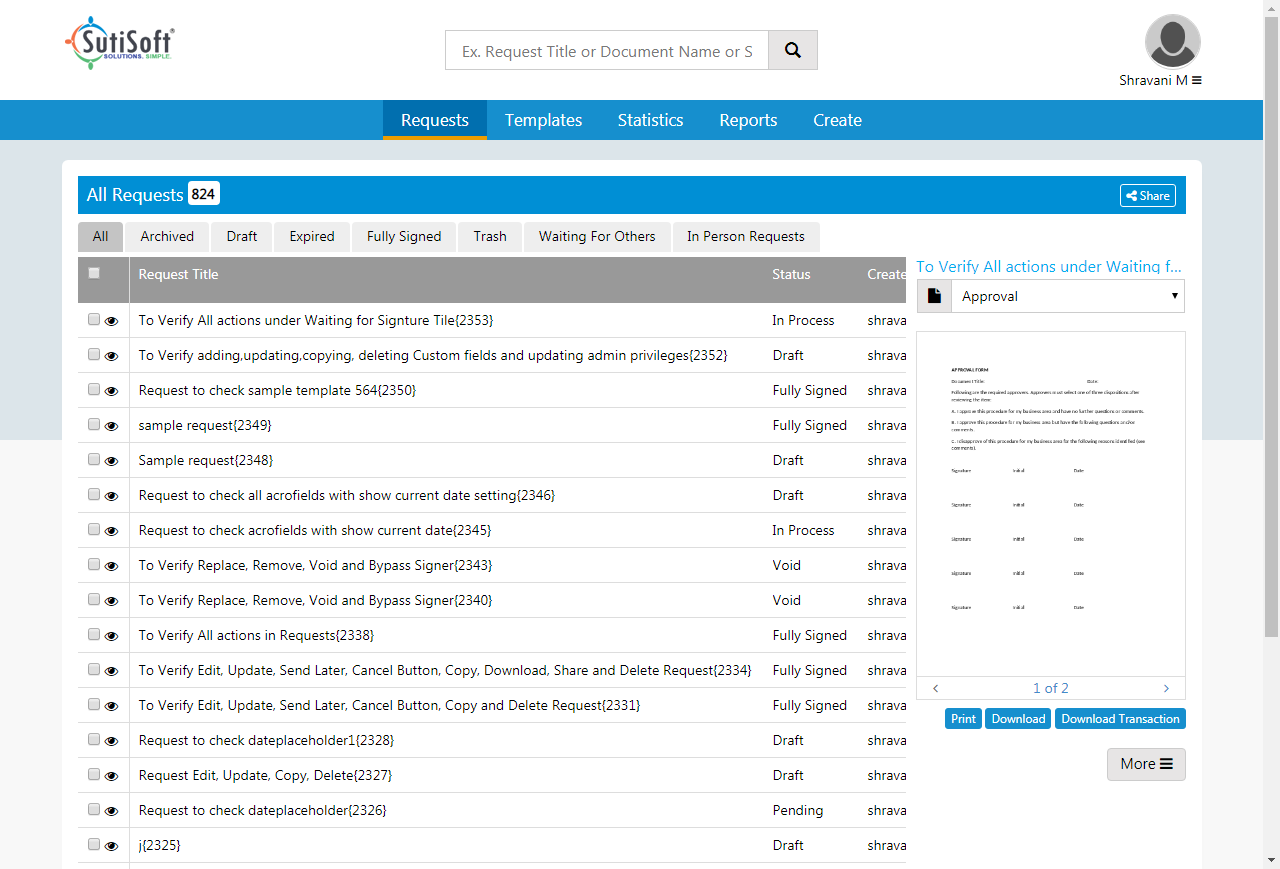 SutiSoft®
SOLUTIONS. SIMPLE.
Ex. Request Title or Document Name or S
Shravani M
Requests Templates Statistics Reports Create
All Requests 824
Share
All Archived Draft Expired Fully Signed Trash Waiting For Others In Person Requests
Request Title Status Create
To Verify All actions under Waiting for Signture Tile{2353} In Process shrava
To Verify adding,updating,copying, deleting Custom fields and updating admin privileges{2352} Draft shrava
Request to check sample template 564{2350} Fully Signed shrava
sample request{2349} Fully Signed shrava
Sample request{2348} Draft shrava
Request to check all acrofields with show current date setting{2346} Draft shrava
Request to check acrofields with show current date{2345} In Process shrava
To Verify Replace, Remove, Void and Bypass Signer{2343} Void shrava
To Verify Replace, Remove, Void and Bypass Signer{2340} Void shrava
To Verify All actions in Requests{2338} Fully Signed shrava
To Verify Edit, Update, Send Later, Cancel Button, Copy, Download, Share and Delete Request{2334} Fully Signed shrava
To Verify Edit, Update, Send Later, Cancel Button, Copy and Delete Request{2331} Fully Signed shrava
Request to check dateplaceholder1{2328} Draft shrava
Request Edit, Update, Copy, Delete{2327} Draft shrava
Request to check dateplaceholder{2326} Pending shrava
j{2325} Draft shrava
To Verify All actions under Waiting f...
Approval
APPROVAL FORM
Document Title: Date:
Following are the required approvers. Approvers must select one of three dispositions after
reviewing the item:
A. I approve this procedure for my business area and have no further questions or comments.
B. I approve this procedure for my business area but have the following questions and/or
comments.
C. I disapprove of this procedure for my business area for the following reasons identified (see
comments).
Signature Initial Date
Signature Initial Date
Signature Initial Date
Signature Initial Date
Signature Initial Date
1 of 2
Print Download Download Transaction
More